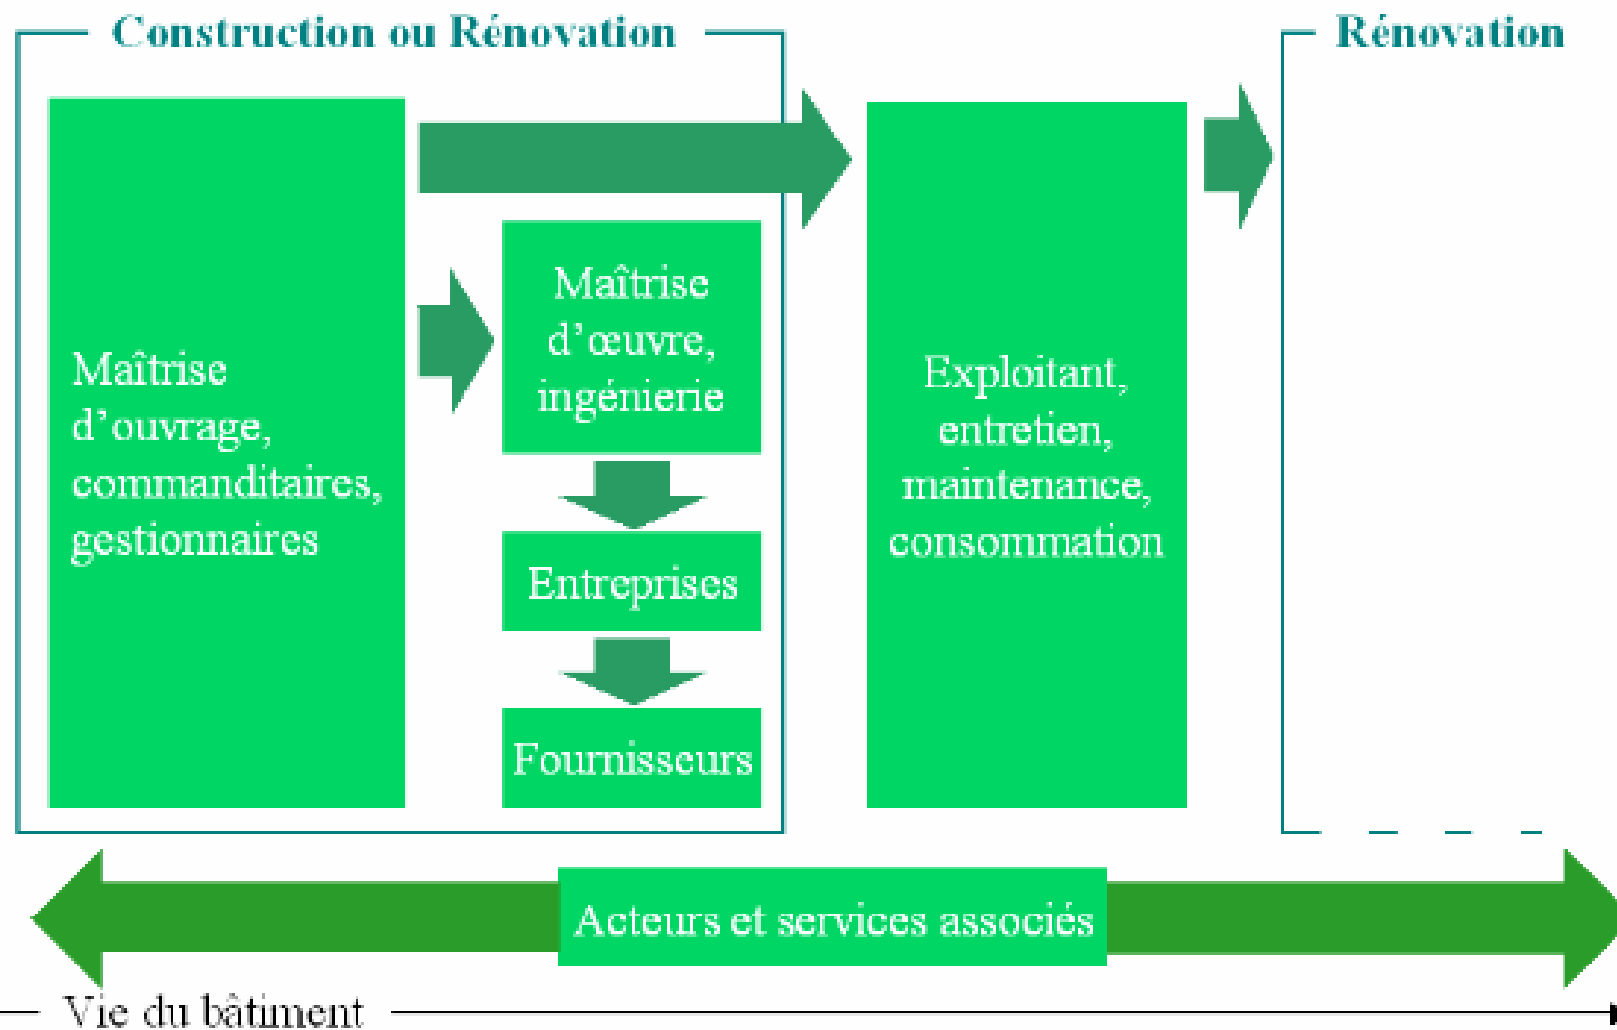 Construction ou Rénovation
Rénovation
Maîtrise
d’ouvrage,
commanditaires,
gestionnaires
Maîtrise
d’œuvre,
ingénierie
Entreprises
Fournisseurs
Exploitant,
entretien,
maintenance,
consommation
Acteurs et services associés
Vie du bâtiment